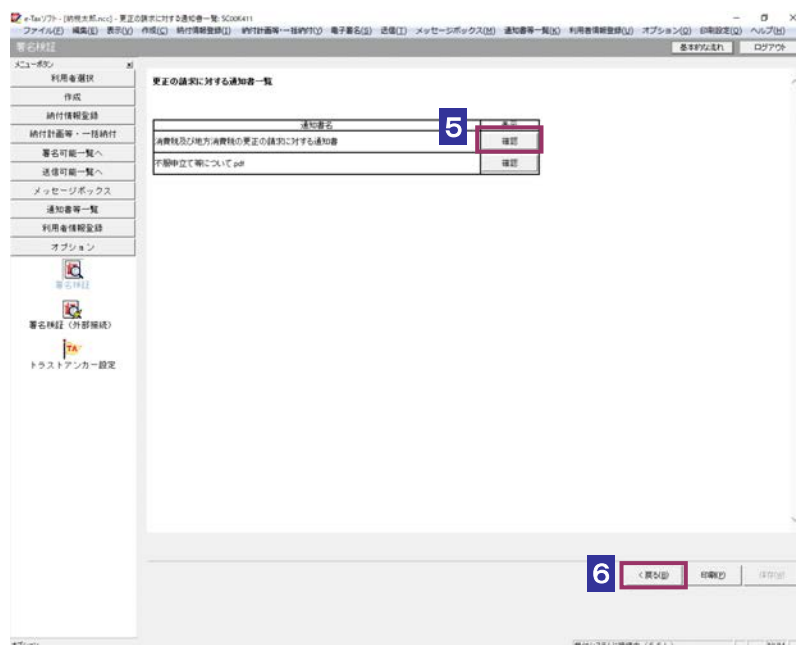 e-Taxソフト - [納税太郎.ncc] - 更正の請求に対する通知書一覧: SC00K411
ファイル(F) 編集(E) 表示(V) 作成(C) 納付情報登録(I) 納付計画等・一括納付(Y) 電子署名(S) 送信(T) メッセージボックス(M) 通知書等一覧(K) 利用者情報登録(U) オプション(O) 印刷設定(Q) ヘルプ(H)
署名検証
基本的な流れ ログアウト
メニューボタン
利用者選択
作成
納付情報登録
納付計画等・一括納付
署名可能一覧へ
送信可能一覧へ
メッセージボックス
通知書等一覧
利用者情報登録
オプション
署名検証
署名検証（外部接続）
TA
トラストアンカー設定
更正の請求に対する通知書一覧
通知書名 表示
5
消費税及び地方消費税の更正の請求に対する通知書 確認
不服申立て等について.pdf 確認
6
< 戻る(B) 印刷(P) 保存
オプション